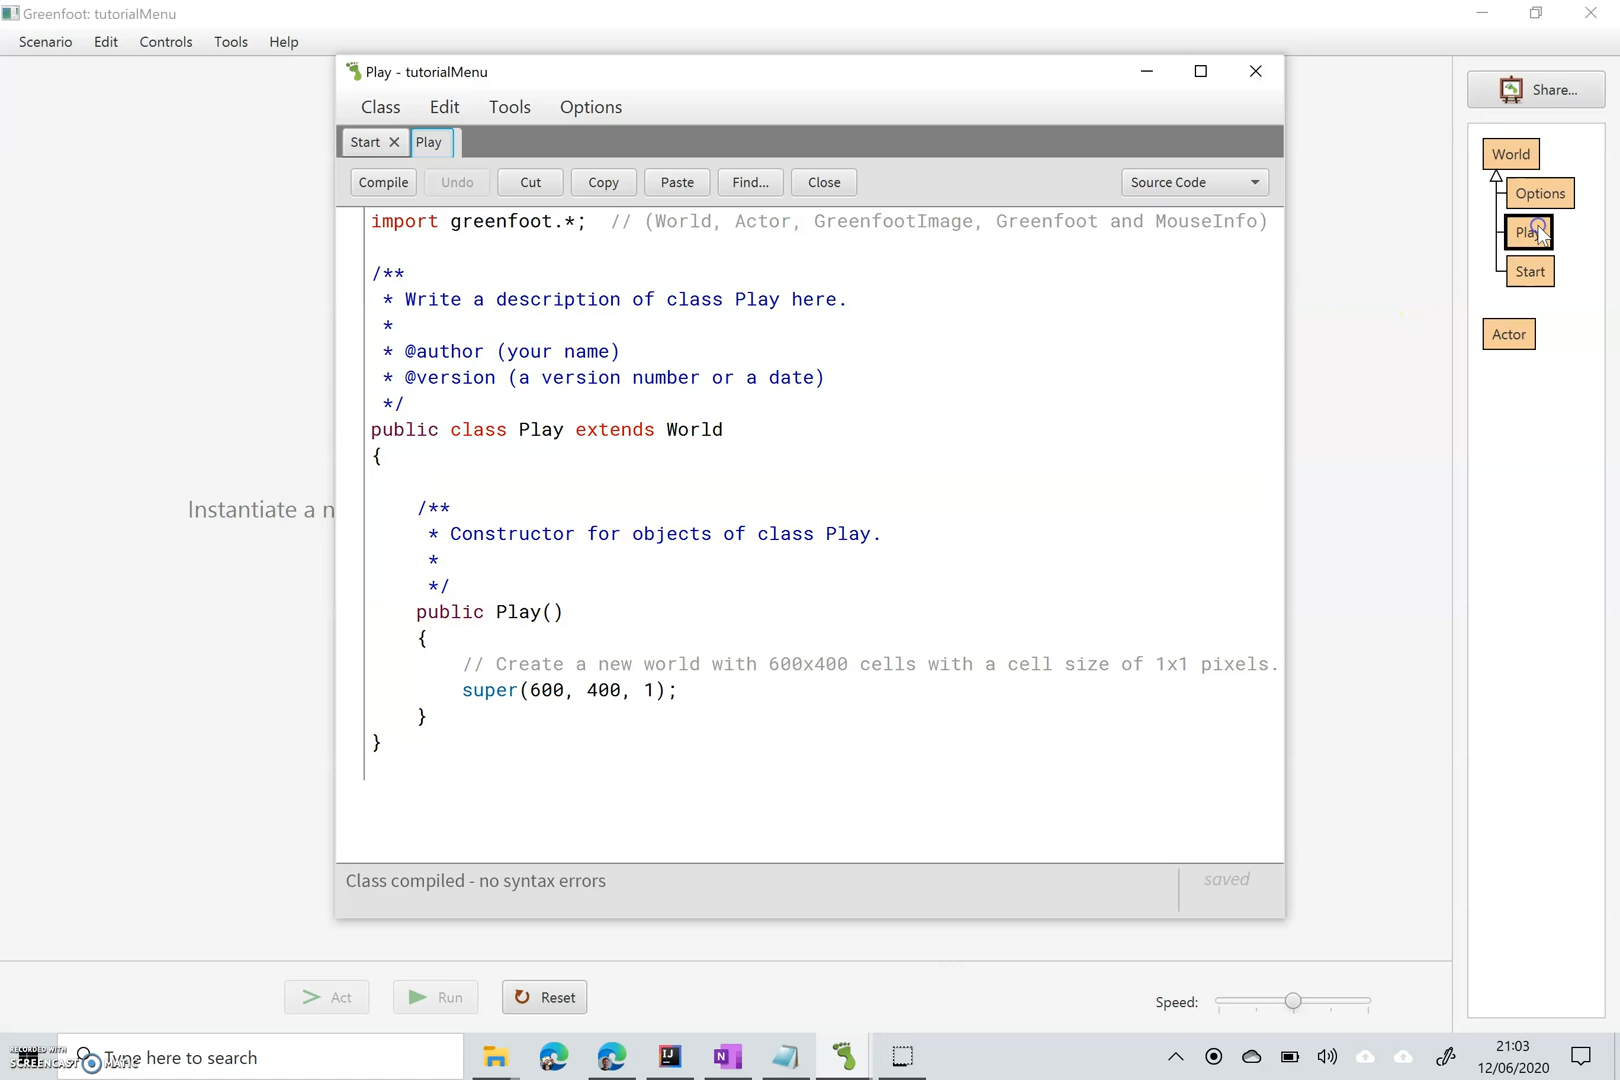 Greenfoot: tutorialMenu
Scenario Edit Controls Tools Help
Play - tutorialMenu
Class Edit Tools Options
Start Play
Compile Undo Cut Copy Paste Find... Close Source Code
import greenfoot.*; // (World, Actor, GreenfootImage, Greenfoot and MouseInfo)
/**
* Write a description of class Play here.
*
* @author (your name)
* @version (a version number or a date)
*/
public class Play extends World
{
/**
* Constructor for objects of class Play.
*
*/
public Play()
{
// Create a new world with 600x400 cells with a cell size of 1x1 pixels.
super(600, 400, 1);
}
}
Class compiled - no syntax errors
saved
Instantiate a n
Share...
World
Options
Play
Start
Actor
Act Run Reset
Speed:
RECORDED WITH
SCREENCAST MATIC
Type here to search
21:03
12/06/2020